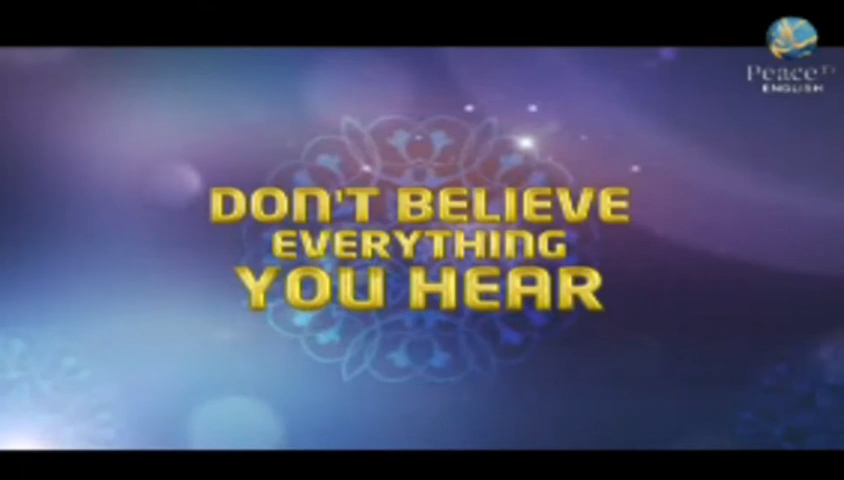 Peace TV
ENGLISH
DON'T BELIEVE
EVERYTHING
YOU HEAR